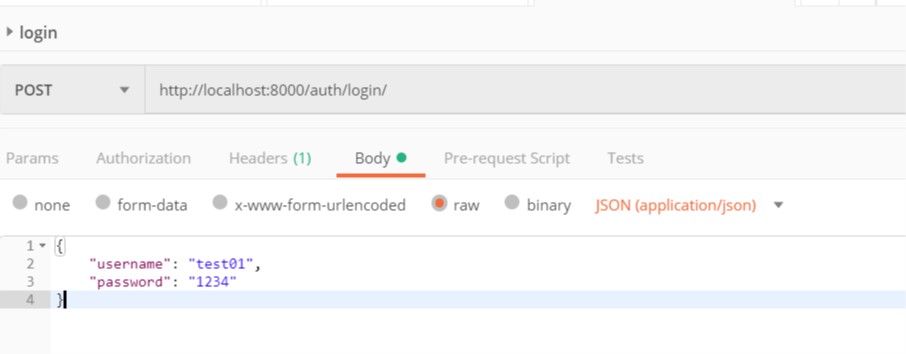 login
POST http://localhost:8000/auth/login/
Params Authorization Headers (1) Body Pre-request Script Tests
none form-data x-www-form-urlencoded raw binary JSON (application/json)
1 {
2 "username": "test01",
3 "password": "1234"
4 }